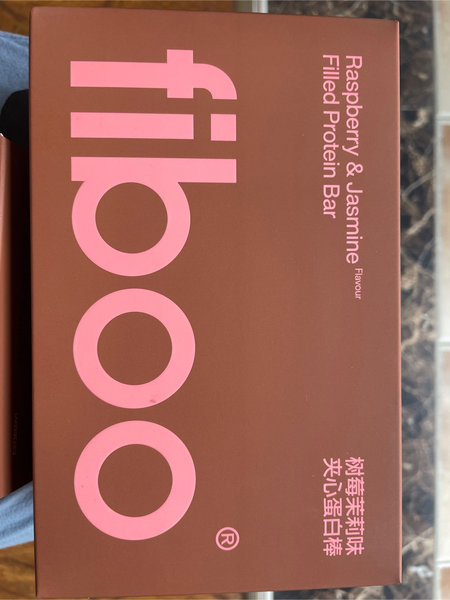 Raspberry & Jasmine Flavour
Filled Protein Bar
树莓茉莉味
夹心蛋白棒
fiboo®